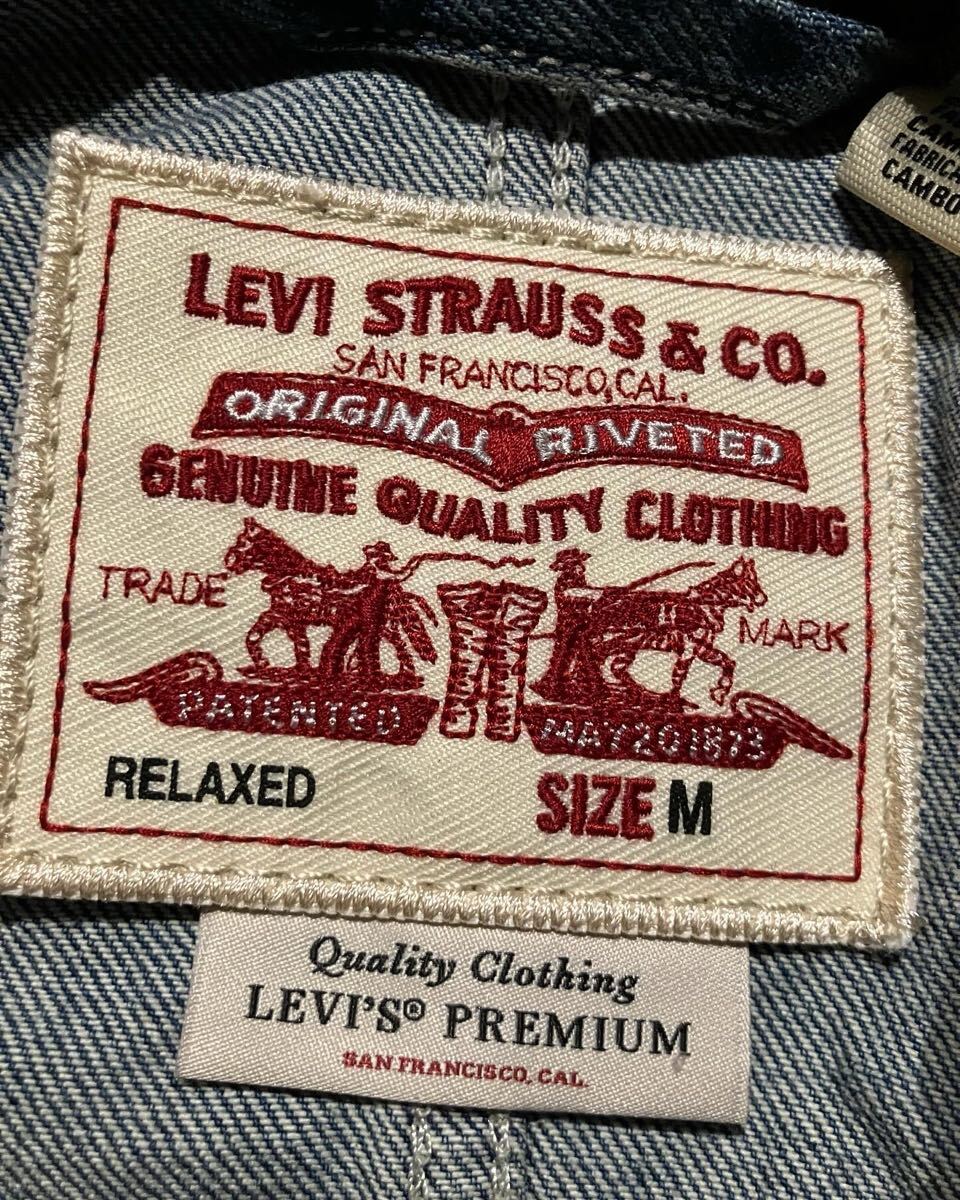 LEVI STRAUSS & CO.
SAN FRANCISCO, CAL.
ORIGINAL RIVETED
GENUINE QUALITY CLOTHING
TRADE MARK
PATENTED MAY 20 1873
RELAXED SIZE M
Quality Clothing
LEVI'S® PREMIUM
SAN FRANCISCO, CAL.